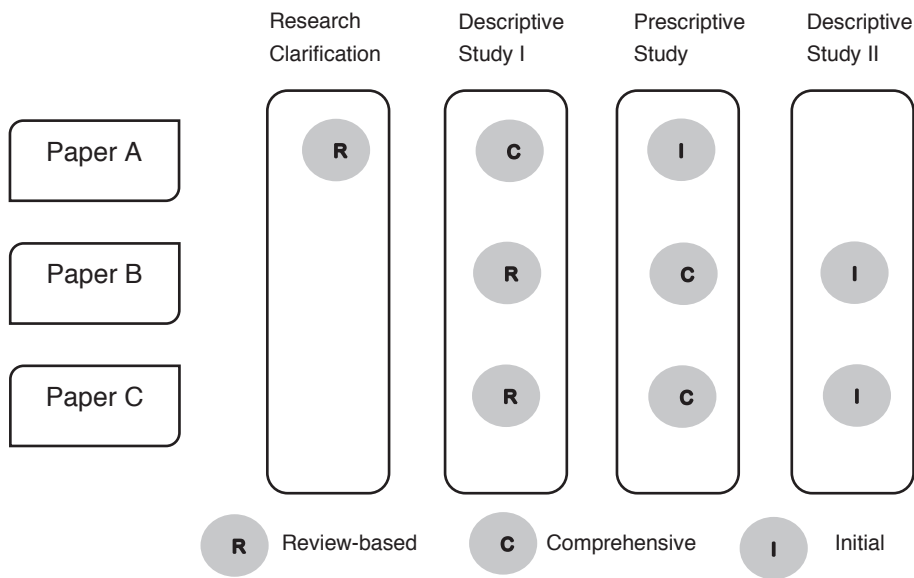 Research
Clarification
Descriptive
Study I
Prescriptive
Study
Descriptive
Study II
Paper A
R
C
I
Paper B
R
C
I
Paper C
R
C
I
R Review-based
C Comprehensive
I Initial